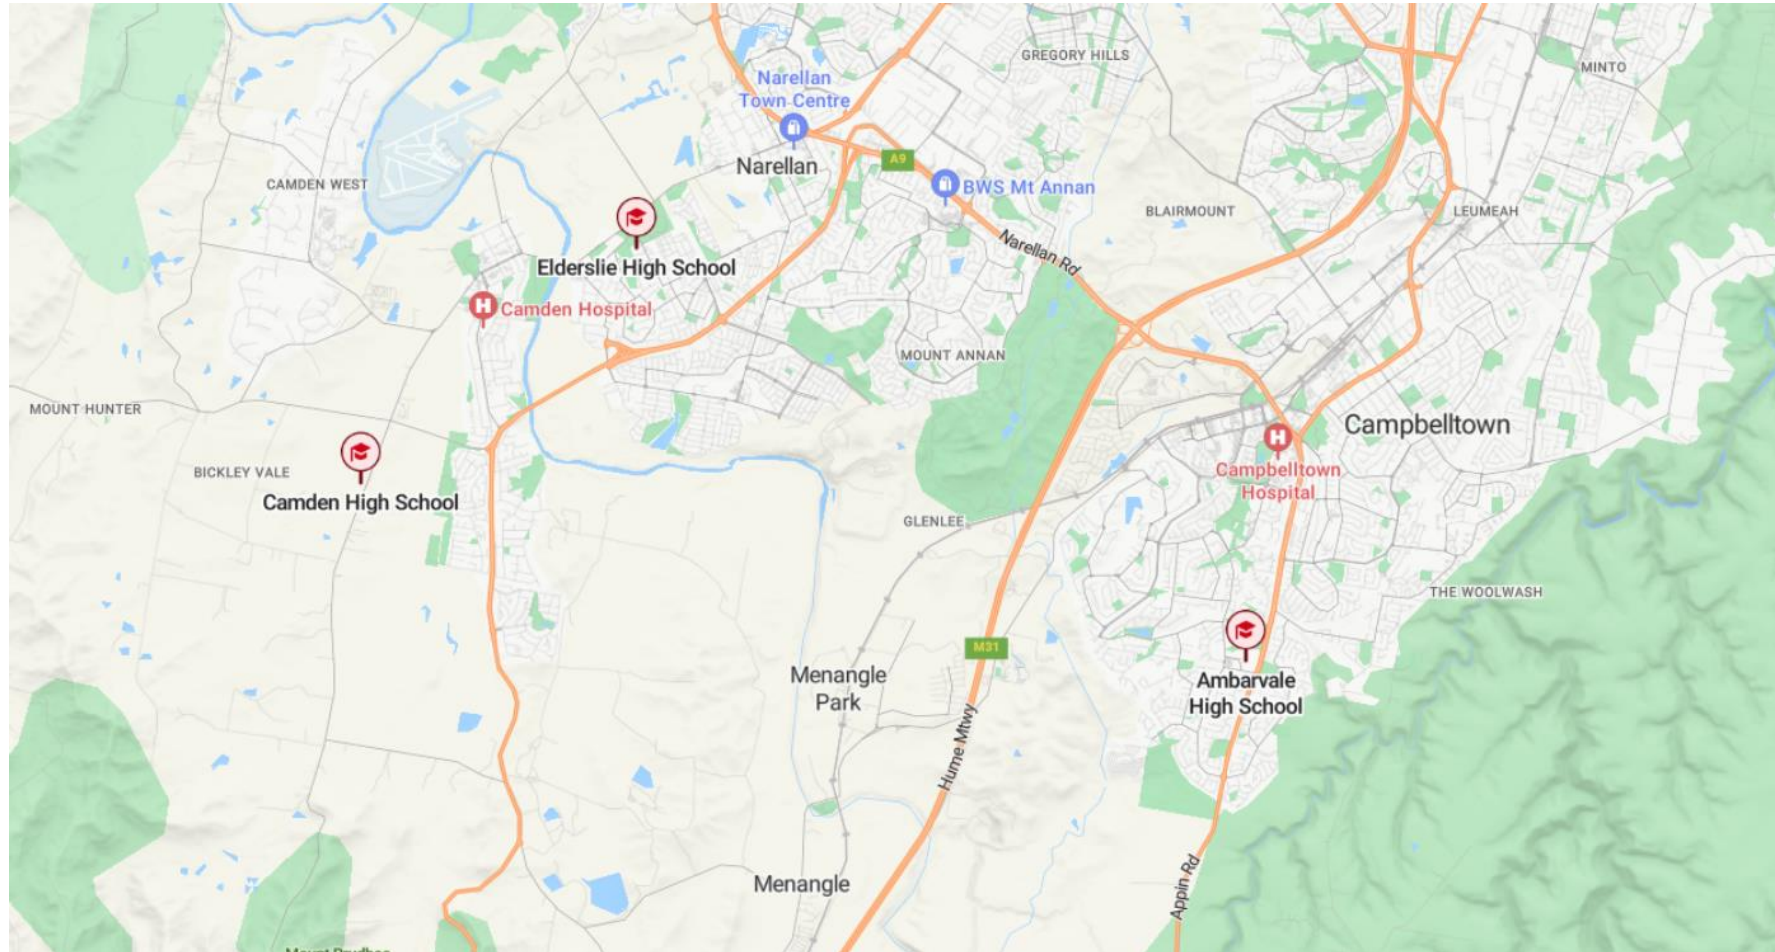 GREGORY HILLS
MINTO
Narellan
Town Centre
Narellan
A9
CAMDEN WEST
BWS Mt Annan
BLAIRMOUNT
LEUMEAH
Narellan Rd
Elderslie High School
Camden Hospital
MOUNT ANNAN
MOUNT HUNTER
Campbelltown
BICKLEY VALE
Camden High School
Campbelltown
Hospital
GLENLEE
THE WOOLWASH
M31
Menangle
Park
Ambarvale
High School
Hume Mtwy
Menangle
Appin Rd